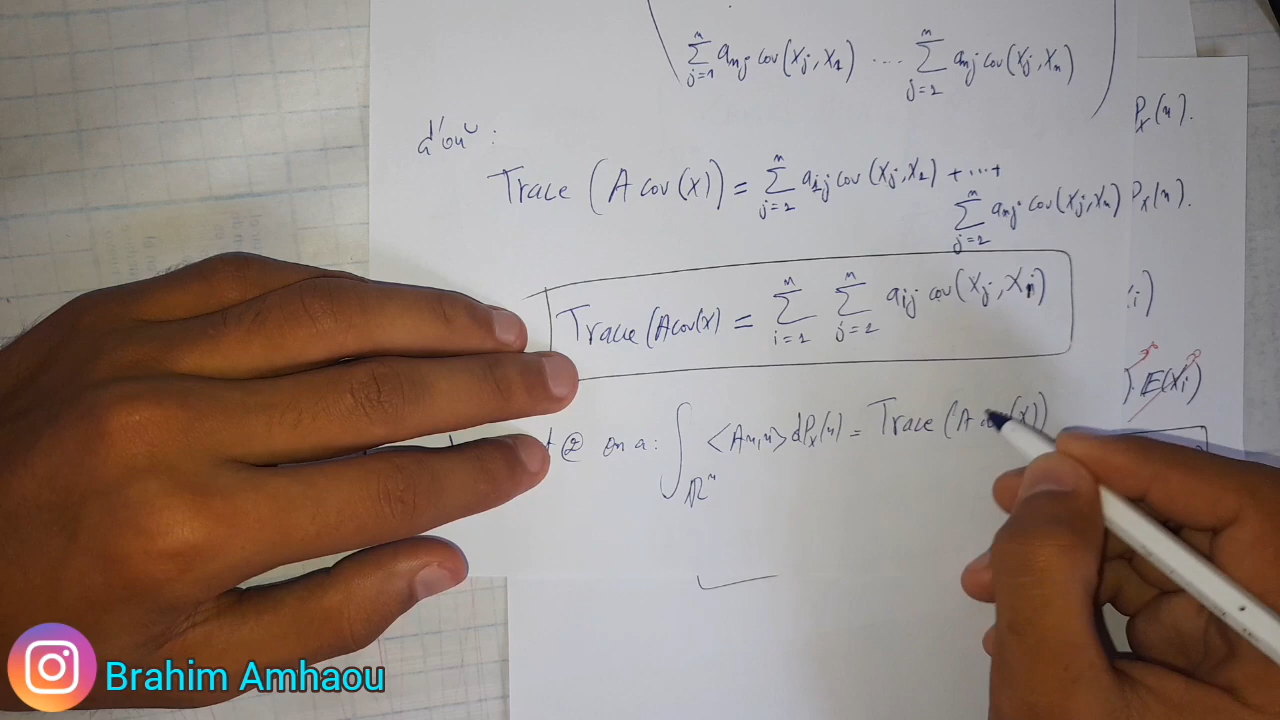 ∑_{j=1}^{n} a_{nj} cov(X_j, X_1) .... ∑_{j=1}^{n} a_{nj} cov(X_j, X_n)
P_X(x).
d'où :
Trace (A cov(X)) = ∑_{j=1}^{n} a_{1j} cov(X_j, X_1) + ... +
∑_{j=1}^{n} a_{nj} cov(X_j, X_n) P_X(x).
Trace (A cov(X) = ∑_{i=1}^{n} ∑_{j=1}^{n} a_{ij} cov(X_j, X_i)
i)
). E(X_i)
② on a : ∫_{ℝ^n} <Ax,x> dP_X(x) = Trace (A cov(X))
Brahim Amhaou